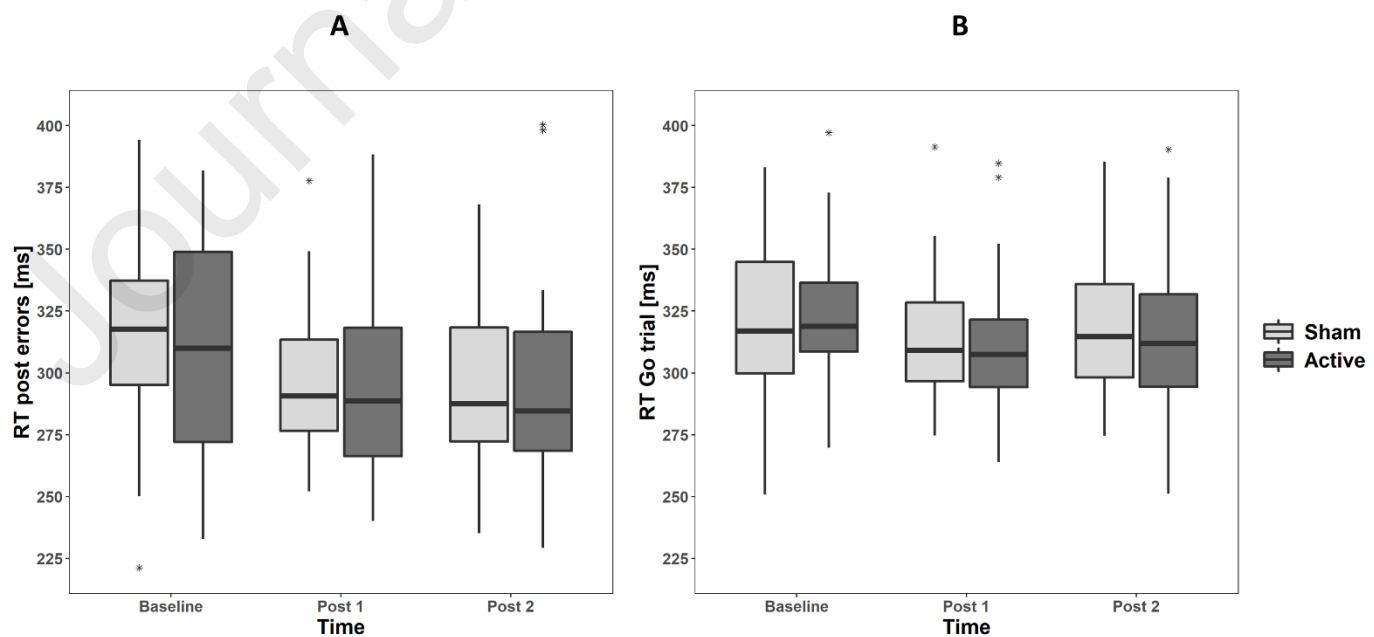 A
B
Journa
RT post errors [ms]
400
375
350
325
300
275
250
225
Baseline
Post 1
Post 2
Time
RT Go trial [ms]
400
375
350
325
300
275
250
225
Baseline
Post 1
Post 2
Time
Sham
Active